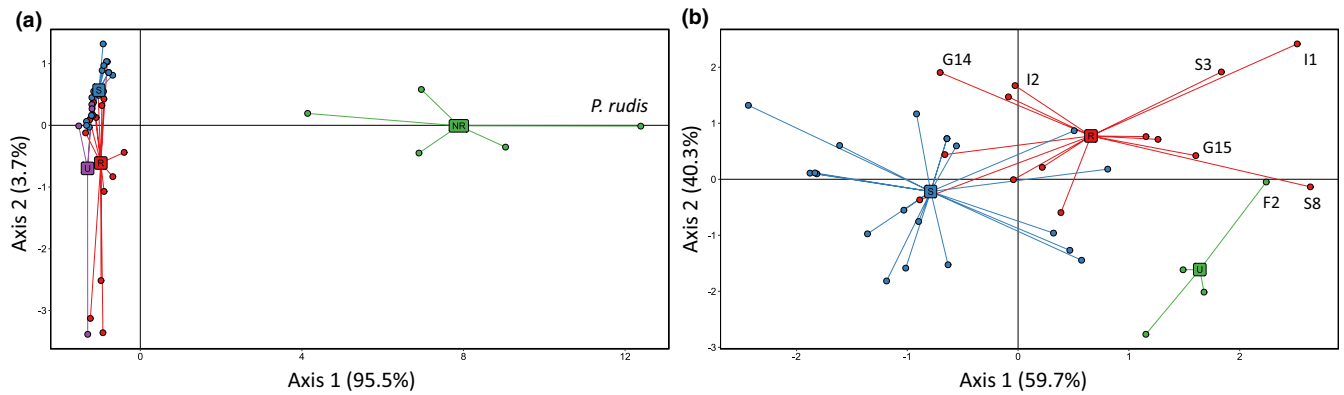 (a)
Axis 2 (3.7%)
1
0
-1
-2
-3
S
R
U
NR
P. rudis
0
4
8
12
Axis 1 (95.5%)
(b)
Axis 2 (40.3%)
2
1
0
-1
-2
-3
G14
I2
S3
I1
R
G15
S
F2
S8
U
-2
-1
0
1
2
Axis 1 (59.7%)